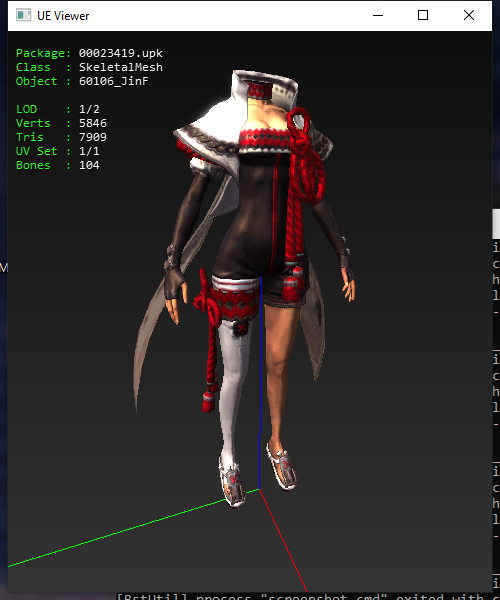 UE Viewer
Package: 00023419.upk
Class : SkeletalMesh
Object : 60106_JinF
LOD : 1/2
Verts : 5846
Tris : 7909
UV Set : 1/1
Bones : 104
M
i
c
h
l
-
i
c
h
l
-
i
c
h
l
-
i
[RstUtil] process "screenshot.cmd" exited with c